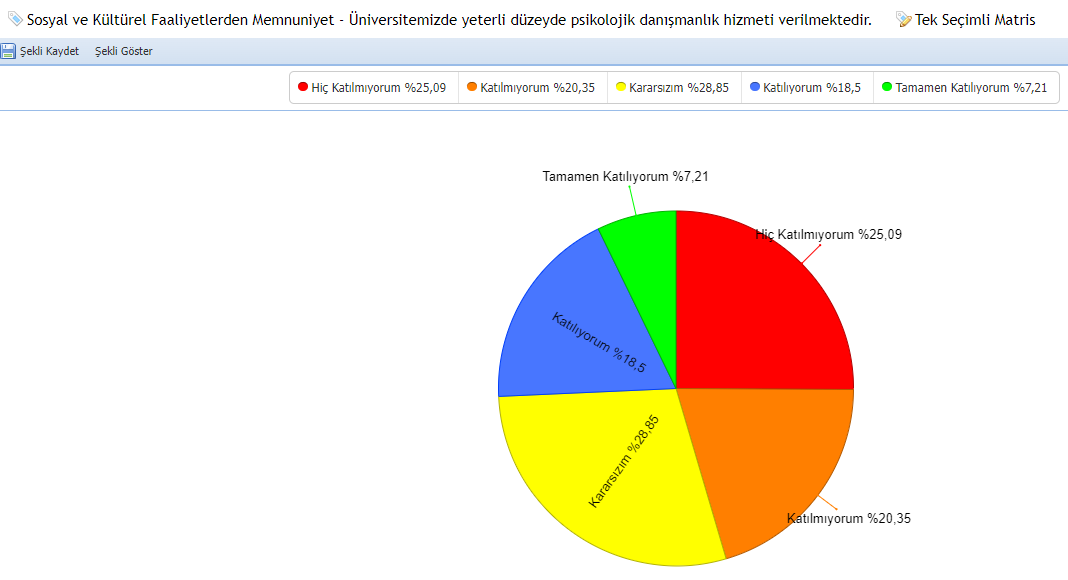 Sosyal ve Kültürel Faaliyetlerden Memnuniyet - Üniversitemizde yeterli düzeyde psikolojik danışmanlık hizmeti verilmektedir. Tek Seçimli Matris
Şekli Kaydet Şekli Göster
Hiç Katılmıyorum %25,09 Katılmıyorum %20,35 Kararsızım %28,85 Katılıyorum %18,5 Tamamen Katılıyorum %7,21
Tamamen Katılıyorum %7,21
Hiç Katılmıyorum %25,09
Katılıyorum %18,5
Kararsızım %28,85
Katılmıyorum %20,35